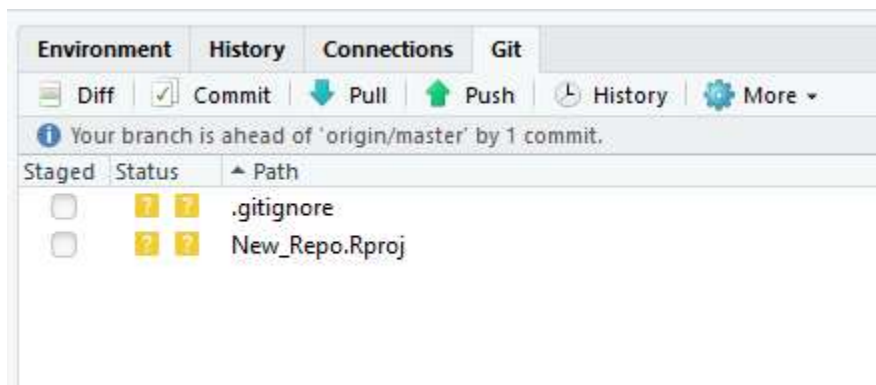 Environment History Connections Git
Diff Commit Pull Push History More
Your branch is ahead of 'origin/master' by 1 commit.
Staged Status Path
? ? .gitignore
? ? New_Repo.Rproj